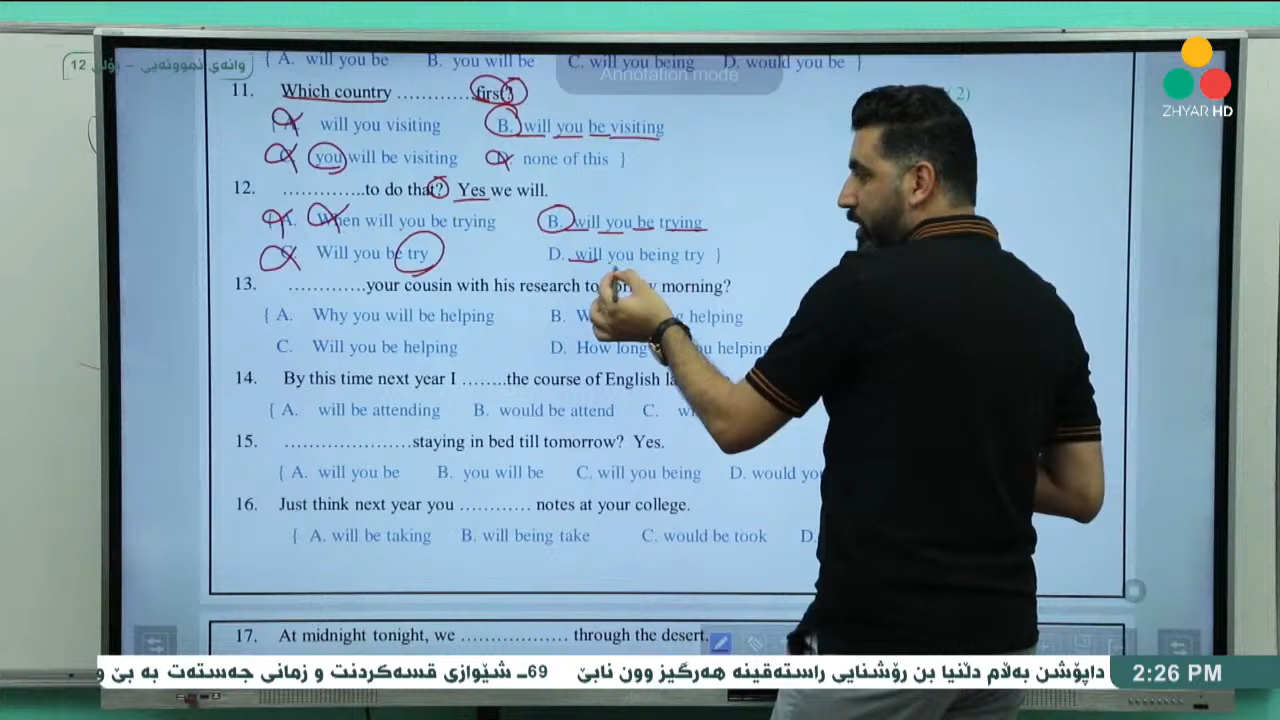 وانەی نموونەیی – پۆلی 12
{ A. will you be B. you will be C. will you being D. would you be }
Annotation mode
11. Which country ………….first? 2)
A. will you visiting B. will you be visiting
you will be visiting none of this }
12. …………..to do that? Yes we will.
A. When will you be trying B. will you be trying
C. Will you be try D. will you being try }
13. ………….your cousin with his research morning?
{ A. Why you will be helping B. helping
C. Will you be helping D. How long you helping
14. By this time next year I ……..the course of English
{ A. will be attending B. would be attend C.
15. …………………staying in bed till tomorrow? Yes.
{ A. will you be B. you will be C. will you being D. would
16. Just think next year you ………… notes at your college.
{ A. will be taking B. will being take C. would be took D.
17. At midnight tonight, we ……………… through the desert.
ZHYAR HD
داپۆشن بەڵام دڵنیا بن رۆشنایی راستەقینە هەرگیز وون نابێ 69ـ شێوازی قسەکردنت و زمانی جەستەت بە بێ و
2:26 PM